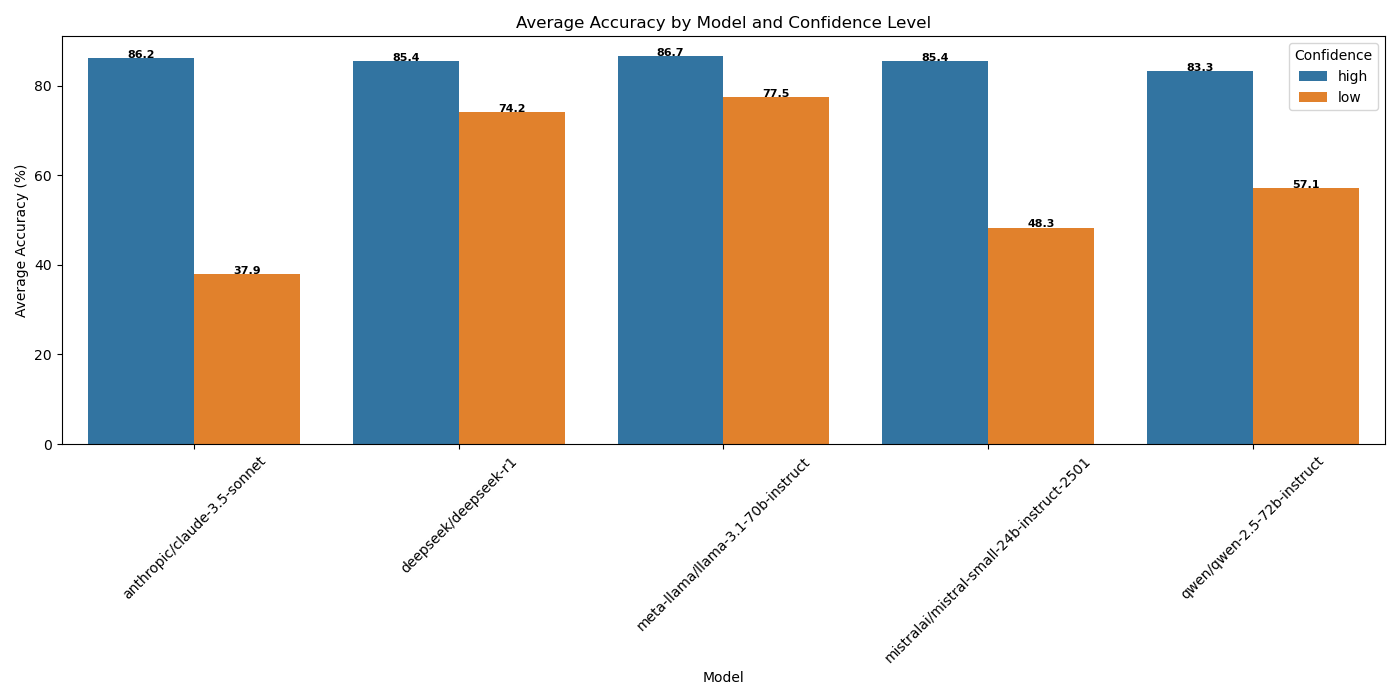 Average Accuracy by Model and Confidence Level
Average Accuracy (%)
80
60
40
20
0
86.2
37.9
85.4
74.2
86.7
77.5
85.4
48.3
83.3
57.1
Confidence
high
low
anthropic/claude-3.5-sonnet
deepseek/deepseek-r1
meta-llama/llama-3.1-70b-instruct
mistralai/mistral-small-24b-instruct-2501
qwen/qwen-2.5-72b-instruct
Model